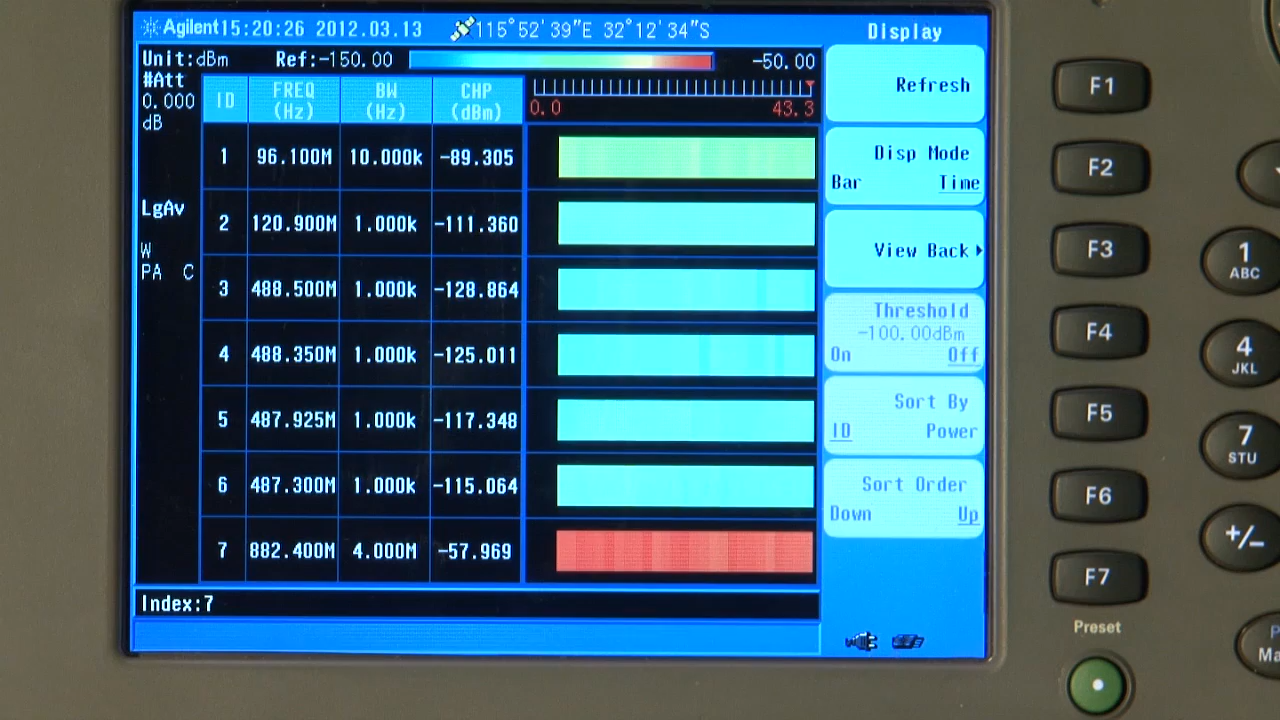 Agilent 15:20:26 2012.03.13 115°52'39"E 32°12'34"S
Display
Unit:dBm Ref:-150.00 -50.00
#Att
0.000
dB
LgAv
W
PA C
ID FREQ (Hz) BW (Hz) CHP (dBm) 0.0 43.3
1 96.100M 10.000k -89.305
2 120.900M 1.000k -111.360
3 488.500M 1.000k -128.864
4 488.350M 1.000k -125.011
5 487.925M 1.000k -117.348
6 487.300M 1.000k -115.064
7 882.400M 4.000M -57.969
Index:7
Refresh
Disp Mode
Bar Time
View Back
Threshold
-100.00dBm
On Off
Sort By
ID Power
Sort Order
Down Up
F1
F2
F3
F4
F5
F6
F7
Preset
1
ABC
4
JKL
7
STU
+/-